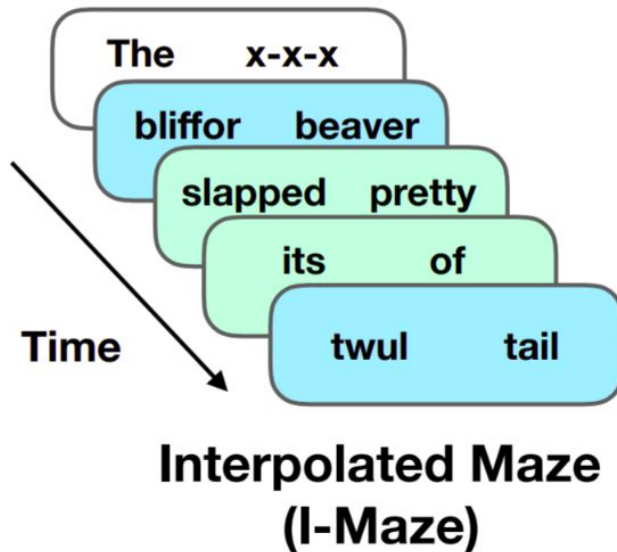 The x-x-x
bliffor beaver
slapped pretty
its of
twul tail
Time
Interpolated Maze
(I-Maze)